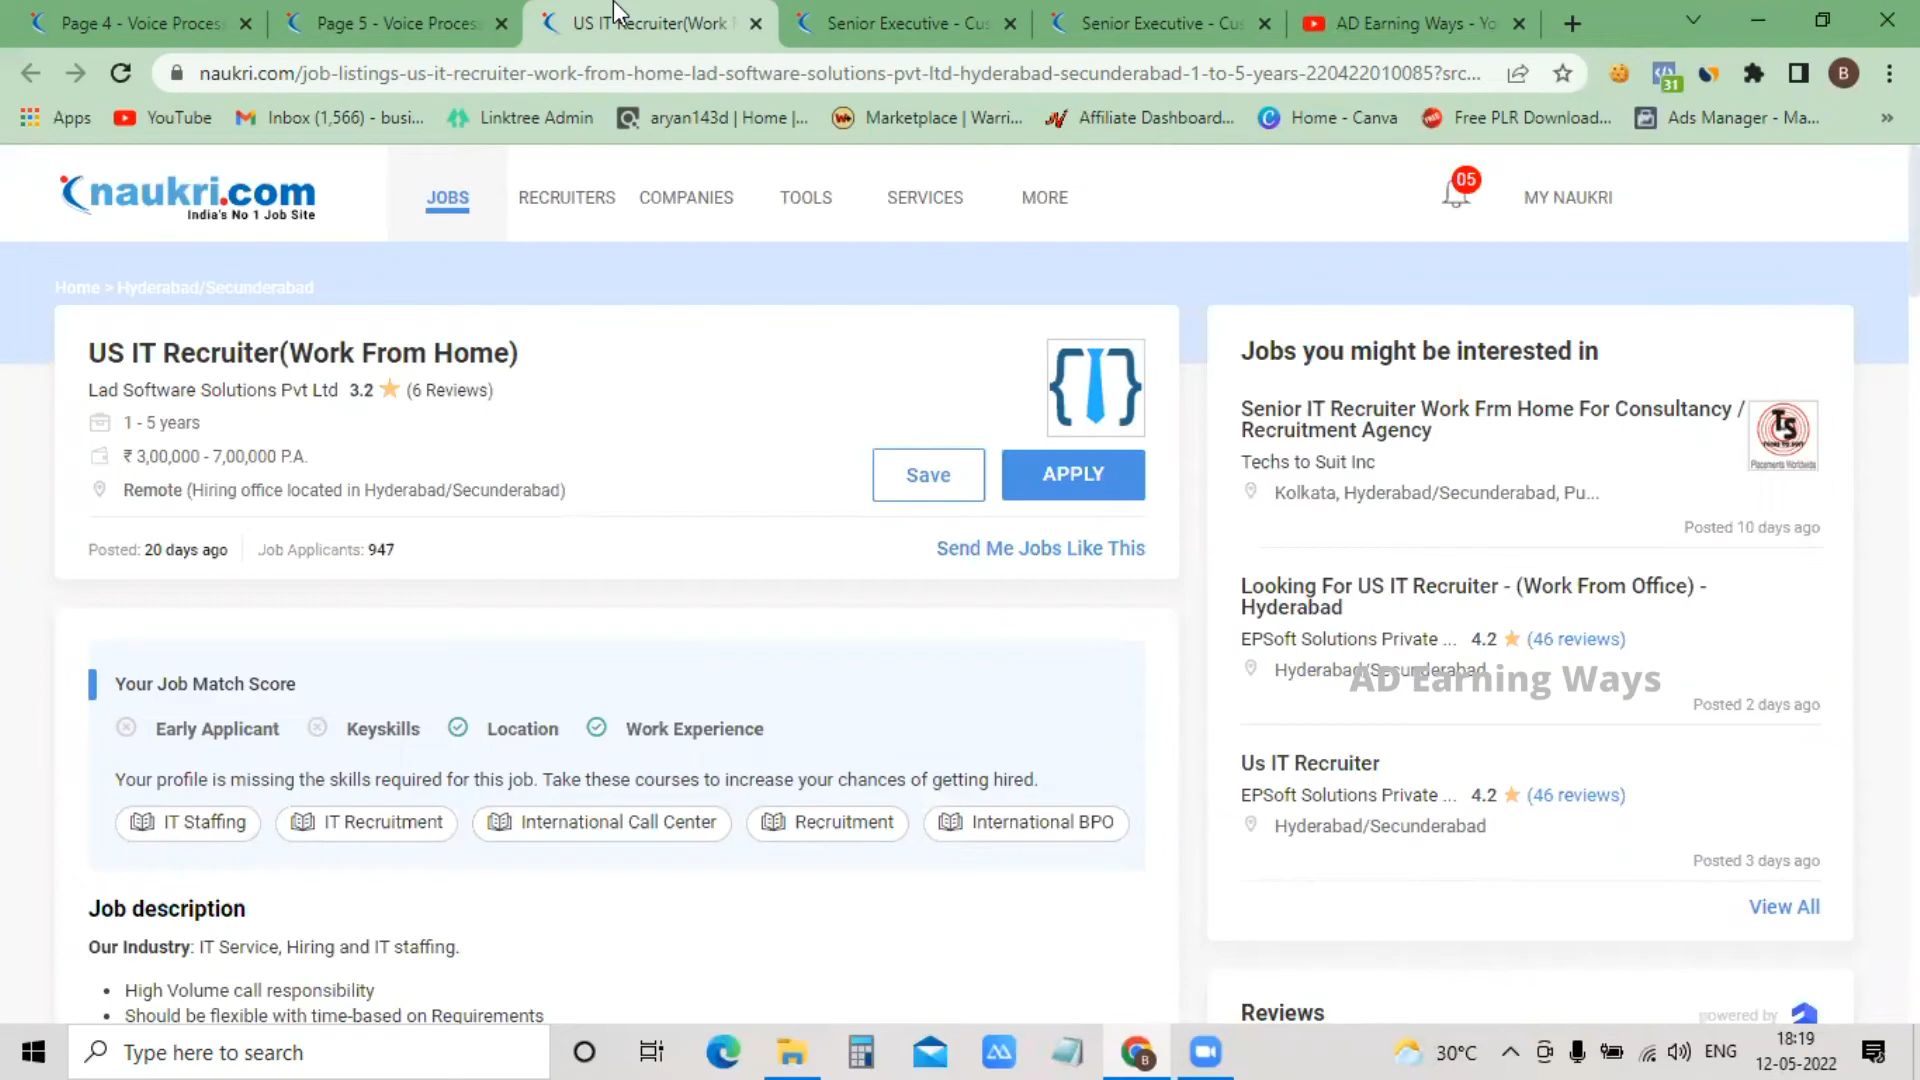 Page 4 - Voice Proces
Page 5 - Voice Proces
US IT Recruiter(Work
Senior Executive - Cus
Senior Executive - Cus
AD Earning Ways - Yo
naukri.com/job-listings-us-it-recruiter-work-from-home-lad-software-solutions-pvt-ltd-hyderabad-secunderabad-1-to-5-years-220422010085?src...
31
B
Apps
YouTube
Inbox (1,566) - busi...
Linktree Admin
aryan143d | Home |...
Marketplace | Warri...
Affiliate Dashboard...
Home - Canva
Free PLR Download...
Ads Manager - Ma...
»
naukri.com
India's No 1 Job Site
JOBS
RECRUITERS
COMPANIES
TOOLS
SERVICES
MORE
05
MY NAUKRI
Home > Hyderabad/Secunderabad
US IT Recruiter(Work From Home)
Lad Software Solutions Pvt Ltd 3.2 (6 Reviews)
1 - 5 years
₹ 3,00,000 - 7,00,000 P.A.
Remote (Hiring office located in Hyderabad/Secunderabad)
Save
APPLY
Posted: 20 days ago
Job Applicants: 947
Send Me Jobs Like This
Your Job Match Score
Early Applicant
Keyskills
Location
Work Experience
Your profile is missing the skills required for this job. Take these courses to increase your chances of getting hired.
IT Staffing
IT Recruitment
International Call Center
Recruitment
International BPO
Job description
Our Industry: IT Service, Hiring and IT staffing.
• High Volume call responsibility
• Should be flexible with time-based on Requirements
Jobs you might be interested in
Senior IT Recruiter Work Frm Home For Consultancy /
Recruitment Agency
Techs to Suit Inc
Kolkata, Hyderabad/Secunderabad, Pu...
TS
Placements Worldwide
Posted 10 days ago
Looking For US IT Recruiter - (Work From Office) -
Hyderabad
EPSoft Solutions Private ... 4.2 (46 reviews)
Hyderabad/Secunderabad
AD Earning Ways
Posted 2 days ago
Us IT Recruiter
EPSoft Solutions Private ... 4.2 (46 reviews)
Hyderabad/Secunderabad
Posted 3 days ago
View All
Reviews
powered by
Type here to search
B
30°C
ENG
18:19
12-05-2022